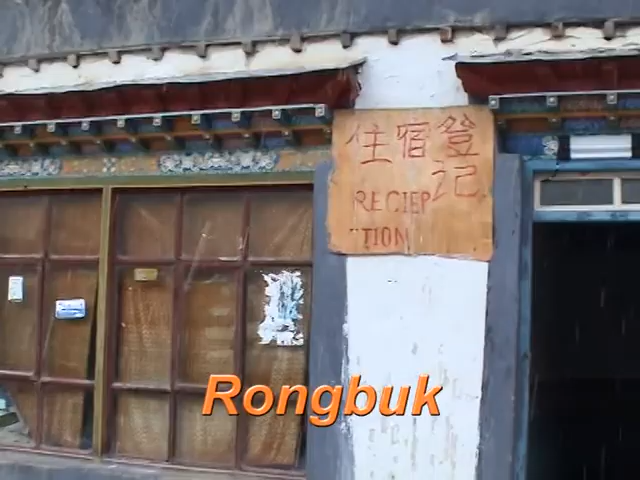 住宿登
记
RECIEP
TION
Rongbuk